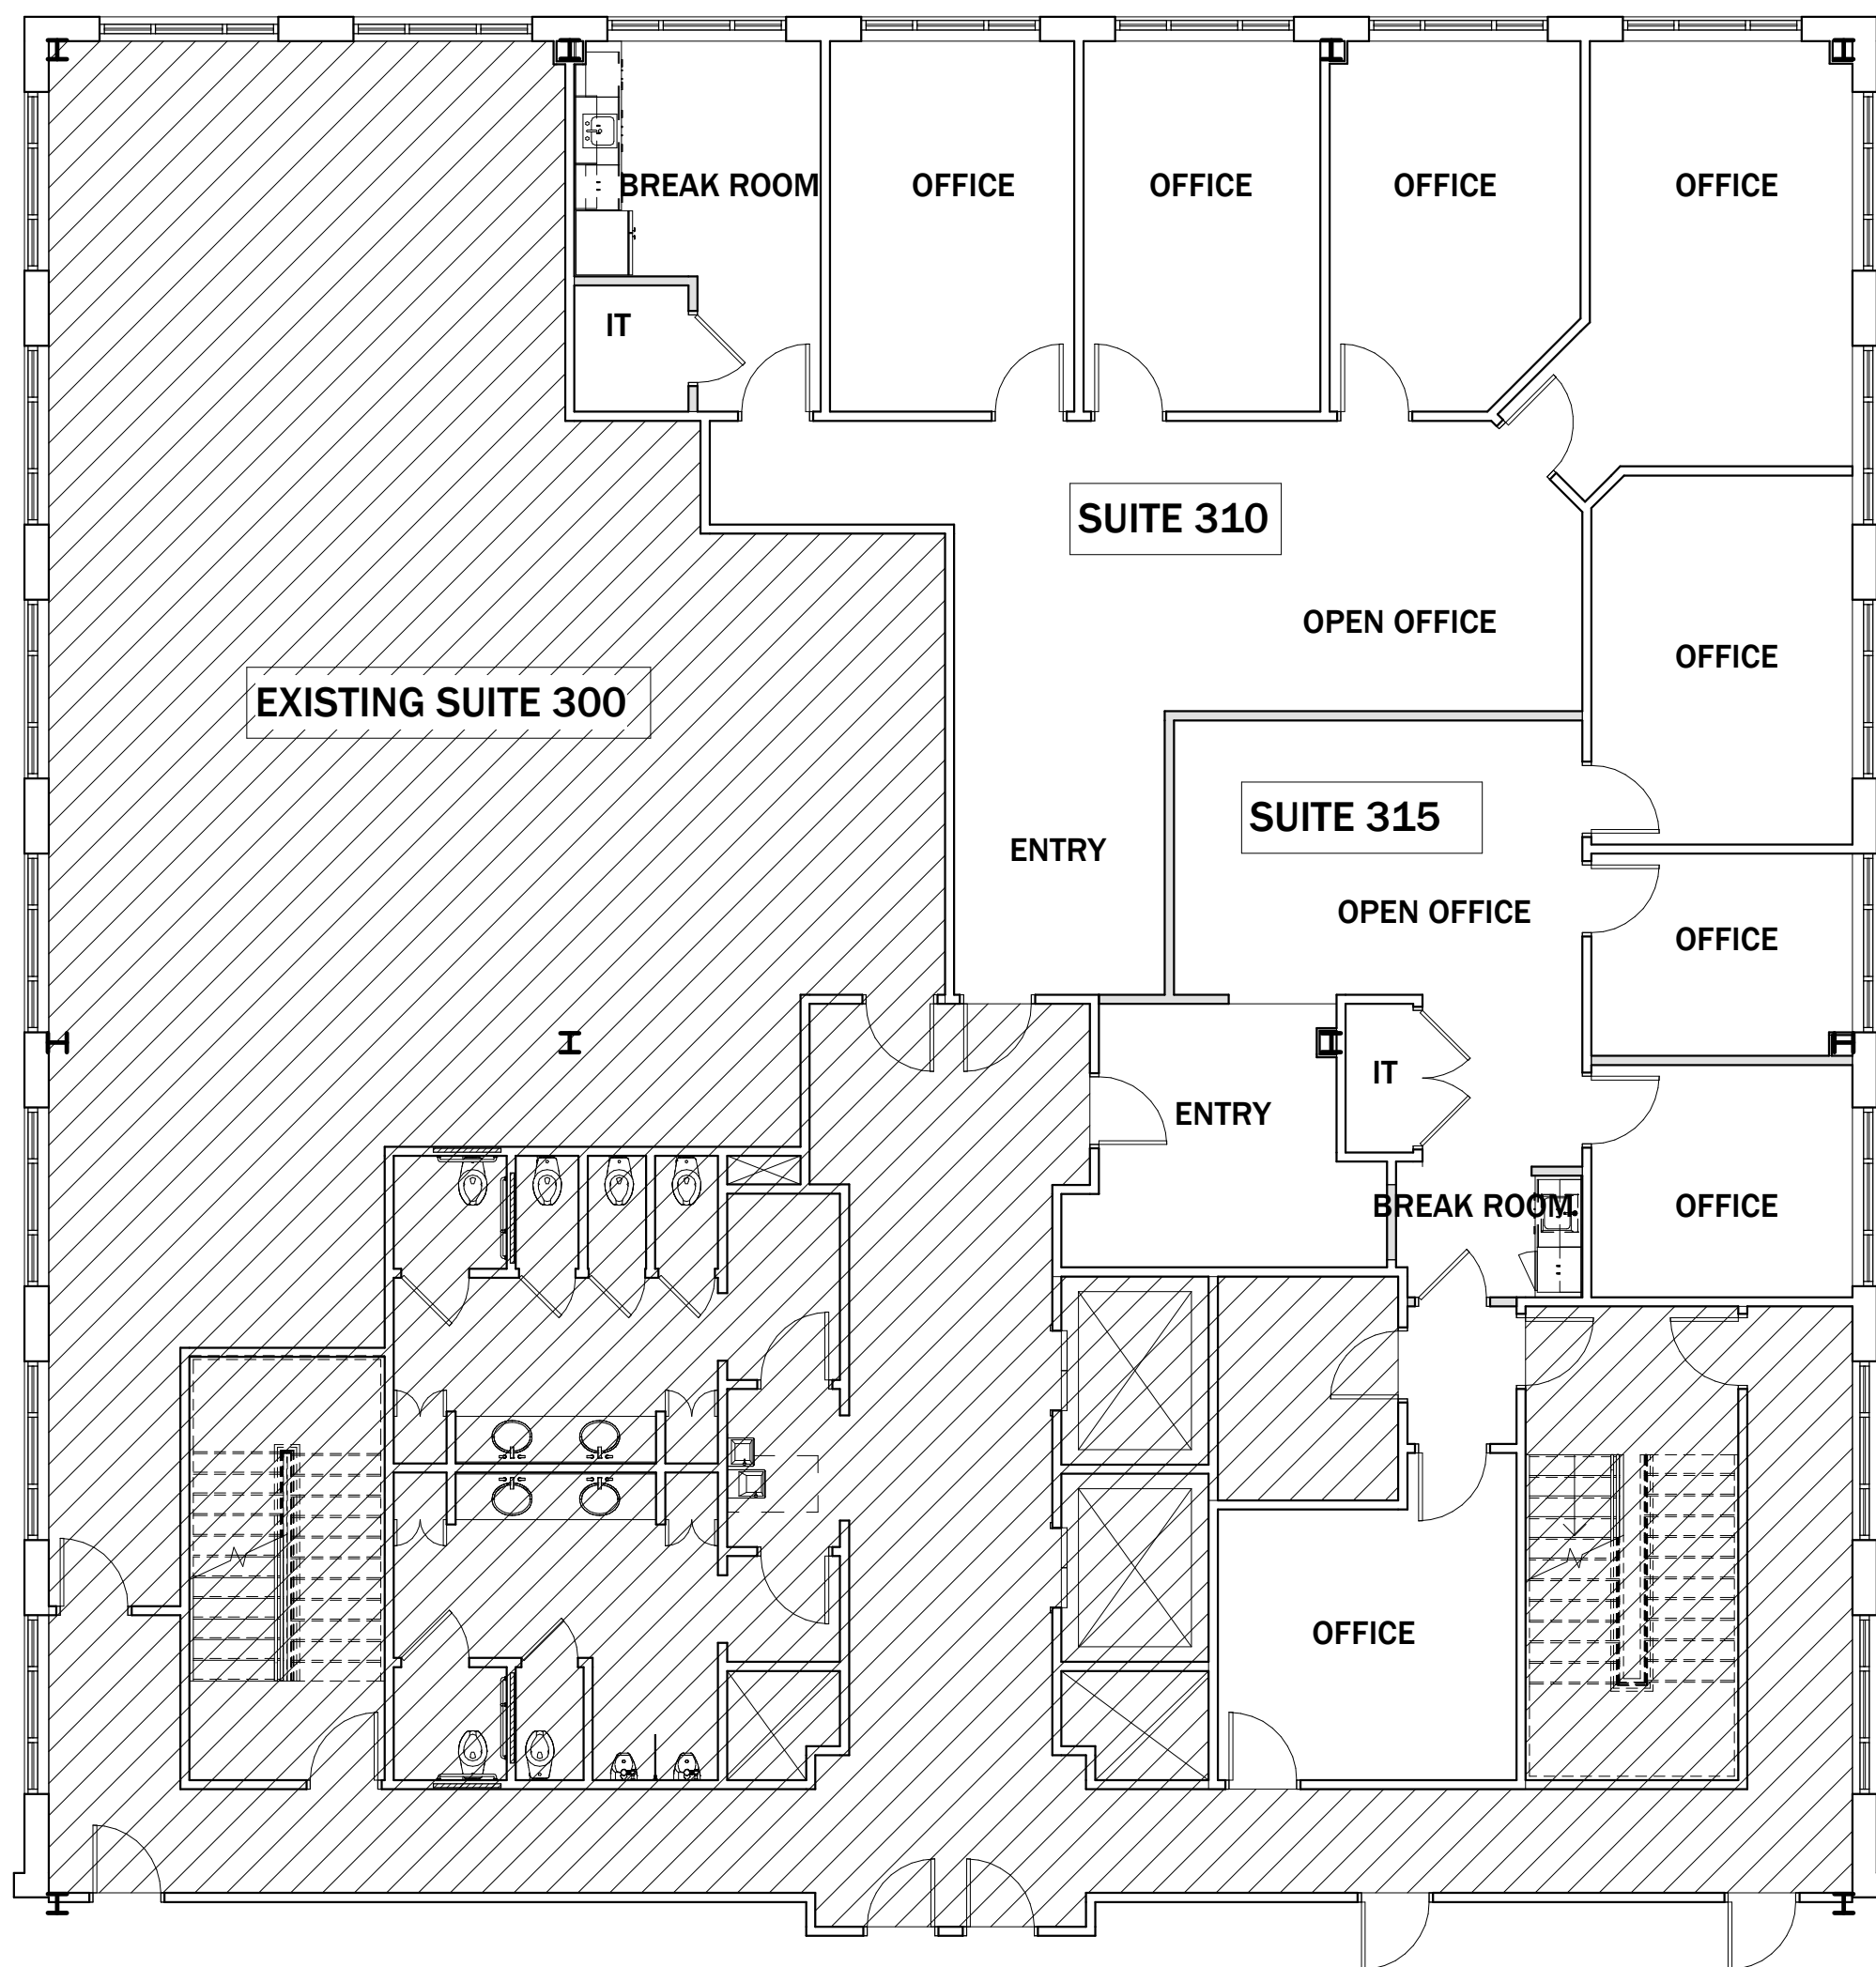 BREAK ROOM
OFFICE
OFFICE
OFFICE
OFFICE
IT
SUITE 310
OPEN OFFICE
OFFICE
EXISTING SUITE 300
SUITE 315
ENTRY
OPEN OFFICE
OFFICE
IT
ENTRY
BREAK ROOM
OFFICE
OFFICE